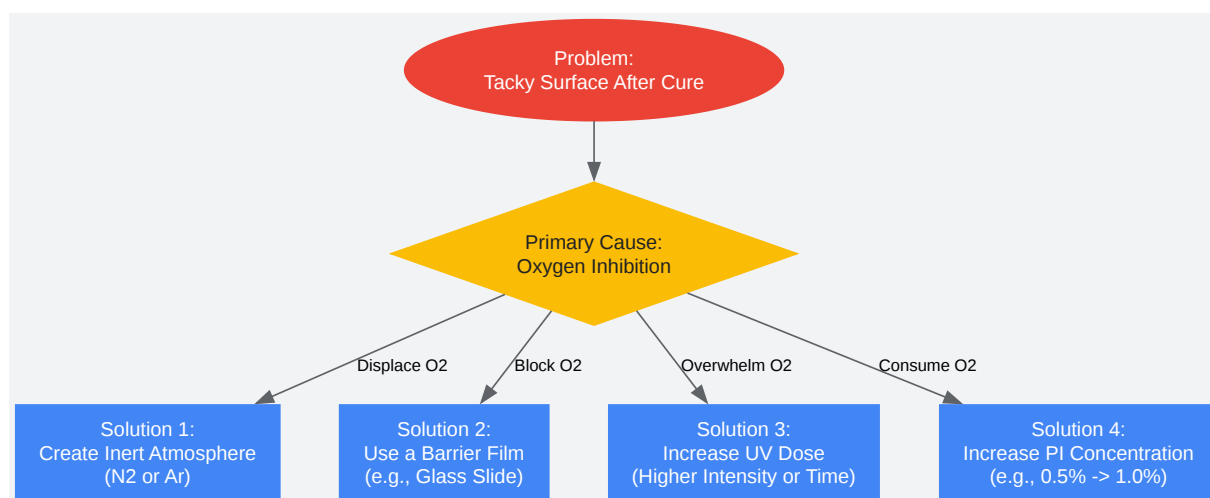 Problem:
Tacky Surface After Cure
Primary Cause:
Oxygen Inhibition
Displace O2
Block O2
Overwhelm O2
Consume O2
Solution 1:
Create Inert Atmosphere
(N2 or Ar)
Solution 2:
Use a Barrier Film
(e.g., Glass Slide)
Solution 3:
Increase UV Dose
(Higher Intensity or Time)
Solution 4:
Increase PI Concentration
(e.g., 0.5% -> 1.0%)